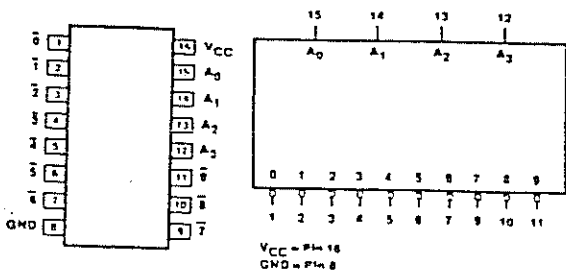 15 14 13 12
A0 A1 A2 A3
0̅ 1 16 VCC
1̅ 2 15 A0
2̅ 3 14 A1
3̅ 4 13 A2
4̅ 5 12 A3
5̅ 6 11 9̅
6̅ 7 10 8̅
GND 8 9 7̅
0 1 2 3 4 5 6 7 8 9
1 2 3 4 5 6 7 9 10 11
VCC = Pin 16
GND = Pin 8